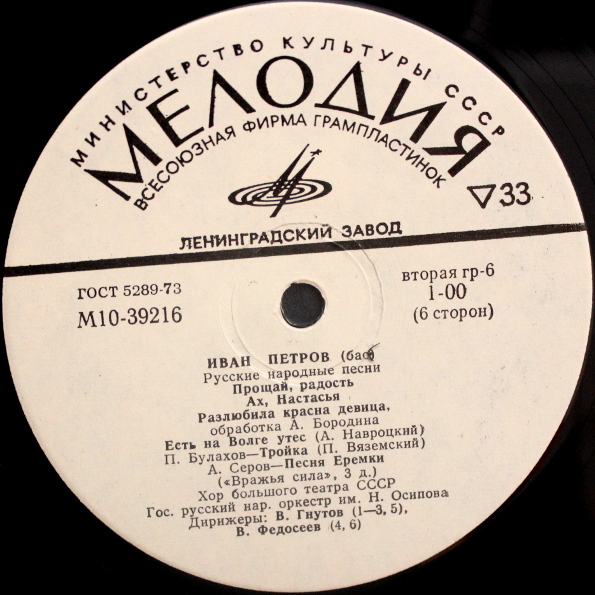 МИНИСТЕРСТВО КУЛЬТУРЫ СССР
МЕЛОДИЯ
ВСЕСОЮЗНАЯ ФИРМА ГРАМПЛАСТИНОК
33
ЛЕНИНГРАДСКИЙ ЗАВОД
ГОСТ 5289-73
М10-39216
вторая гр-6
1-00
(6 сторон)
ИВАН ПЕТРОВ (бас)
Русские народные песни
Прощай, радость
Ах, Настасья
Разлюбила красна девица,
обработка А. Бородина
Есть на Волге утес (А. Навроцкий)
П. Булахов—Тройка (П. Вяземский)
А. Серов—Песня Еремки
(«Вражья сила», 3 д.)
Хор большого театра СССР
Гос. русский нар. оркестр им. Н. Осипова
Дирижеры: В. Гнутов (1—3, 5),
В. Федосеев (4, 6)